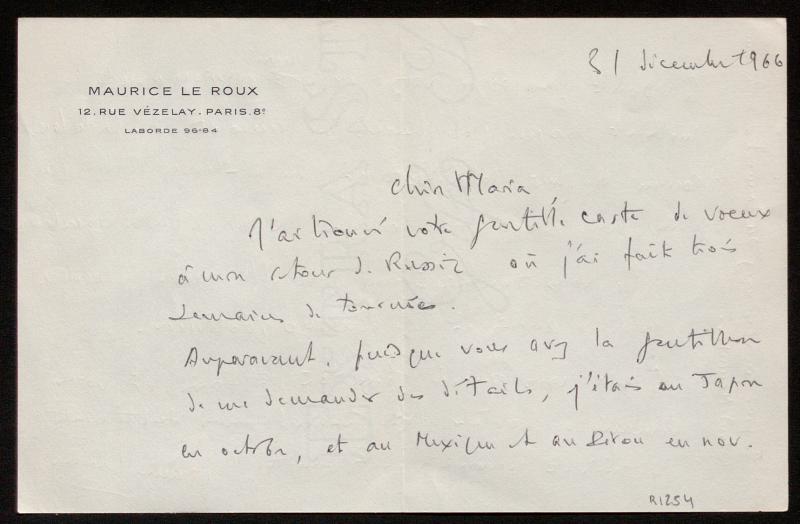 31 décembre 1966
MAURICE LE ROUX
12, RUE VÉZELAY - PARIS. 8e
LABORDE 96-84
Chère Maria
J'ai trouvé votre gentille carte de voeux
à mon retour de Russie où j'ai fait trois
semaines de tournées.
Auparavant, puisque vous avez la gentillesse
de me demander des détails, j'étais au Japon
en octobre, et au Mexique et au Pérou en nov.
R1254